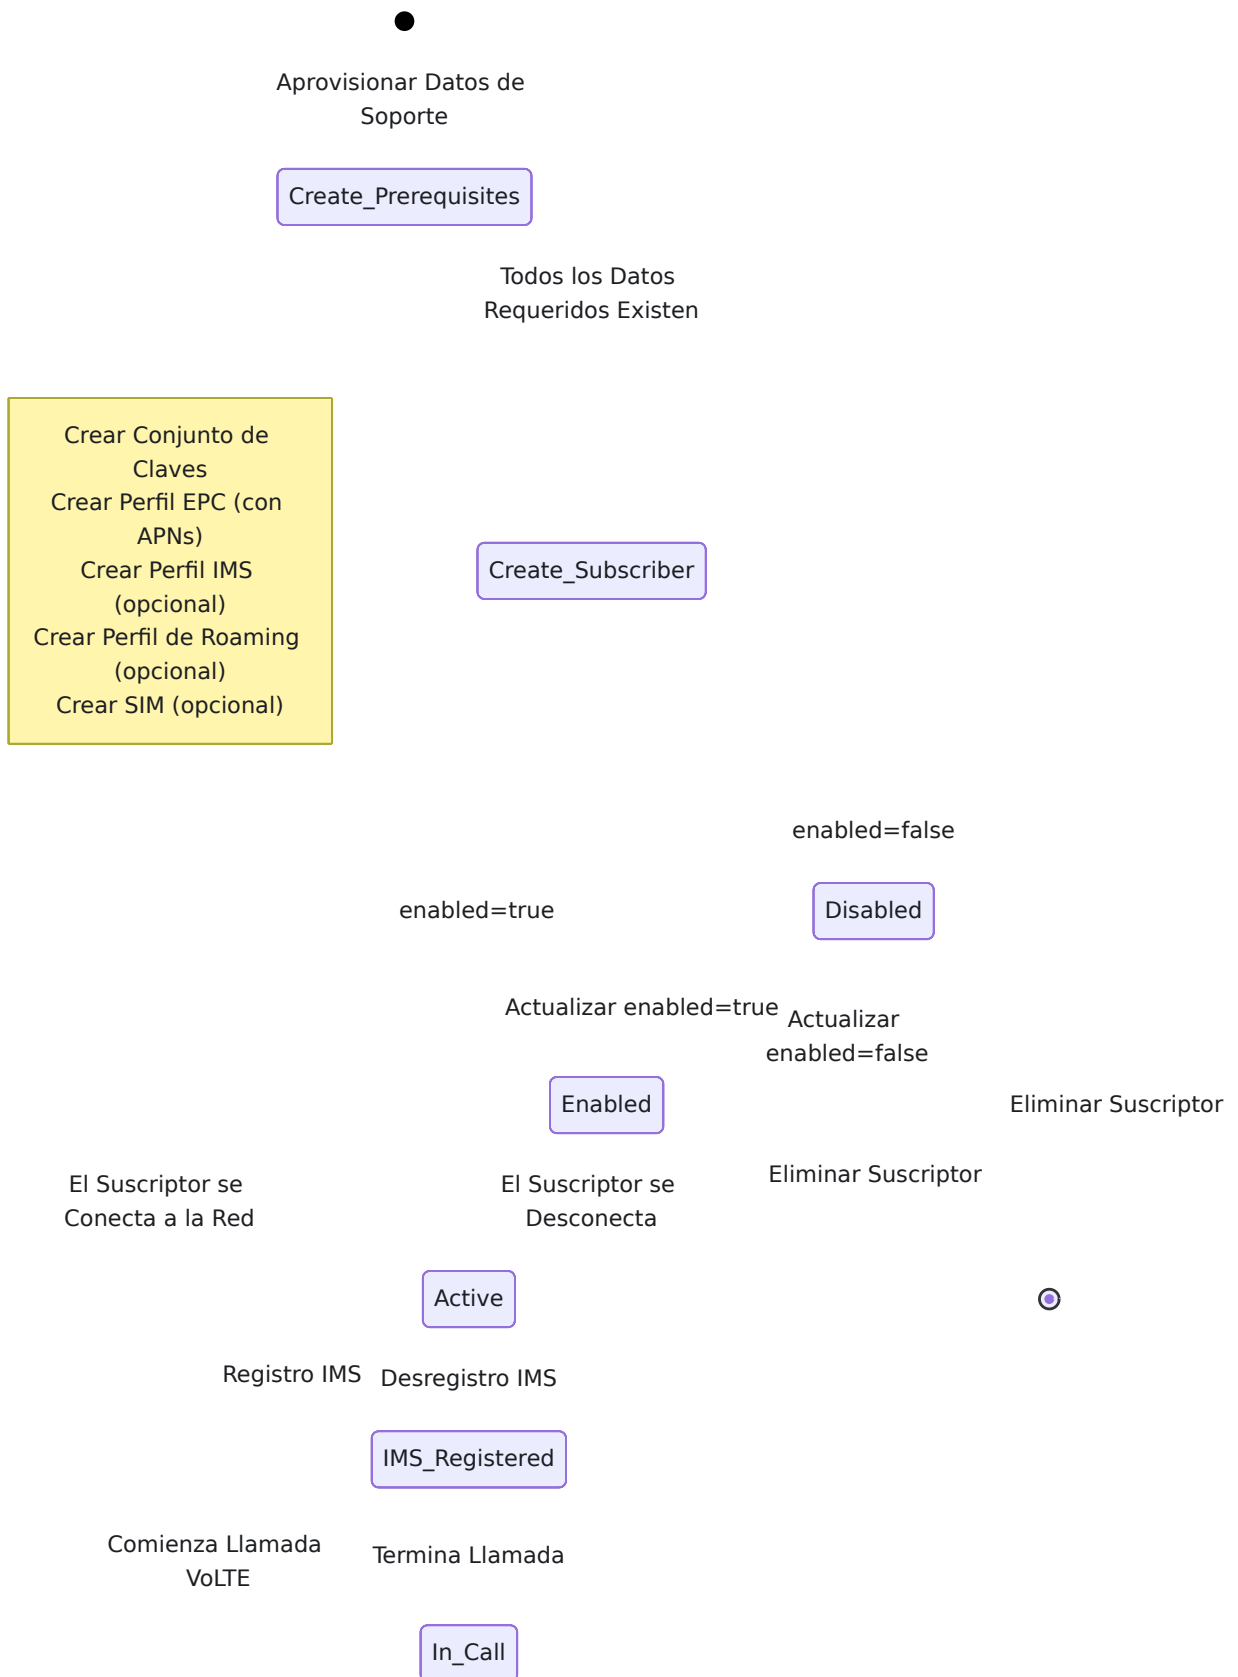 Aprovisionar Datos de
Soporte
Create_Prerequisites
Todos los Datos
Requeridos Existen
Crear Conjunto de
Claves
Crear Perfil EPC (con
APNs)
Crear Perfil IMS
(opcional)
Crear Perfil de Roaming
(opcional)
Crear SIM (opcional)
Create_Subscriber
enabled=false
enabled=true
Disabled
Actualizar enabled=true
Actualizar
enabled=false
Enabled
Eliminar Suscriptor
Eliminar Suscriptor
El Suscriptor se
Conecta a la Red
El Suscriptor se
Desconecta
Active
Registro IMS
Desregistro IMS
IMS_Registered
Comienza Llamada
VoLTE
Termina Llamada
In_Call